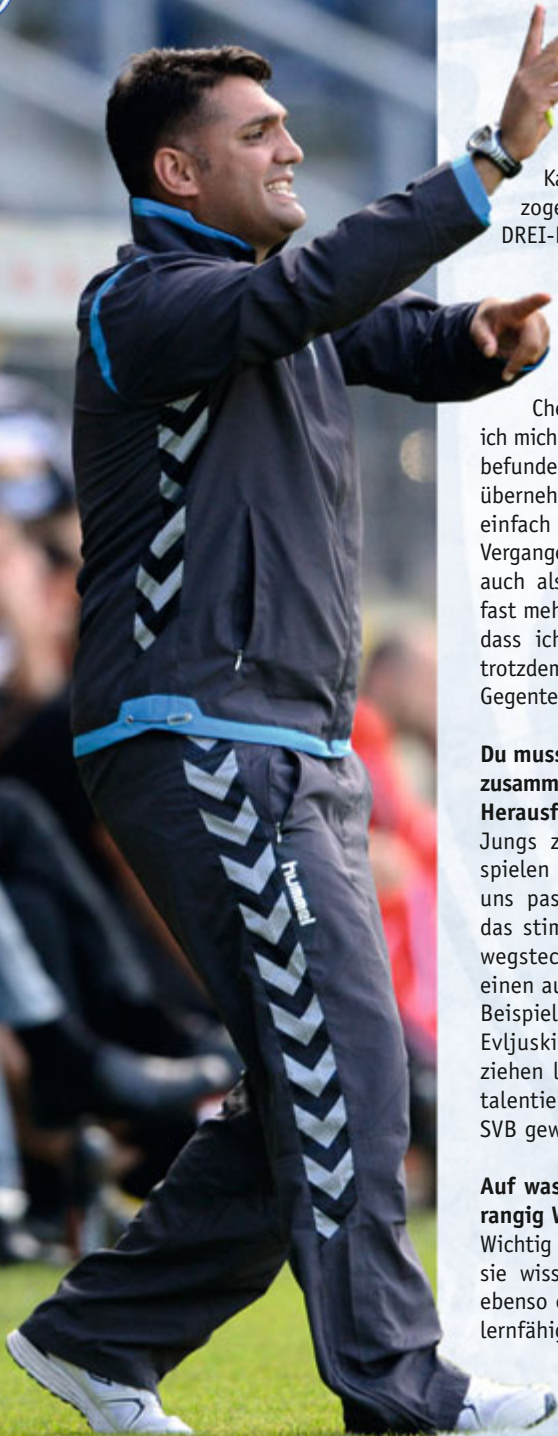 Ka
zoge
DREI-
Che
ich mich
befunde
überneh
einfach
Vergange
auch als
fast meh
dass ich
trotzdem
Gegente
Du muss
zusamm
Herausf
Jungs z
spielen
uns pas
das stim
wegstec
einen au
Beispiel
Evljuski
ziehen l
talentie
SVB gew
Auf was
rangig W
Wichtig
sie wiss
ebenso e
lernfähig
hummel